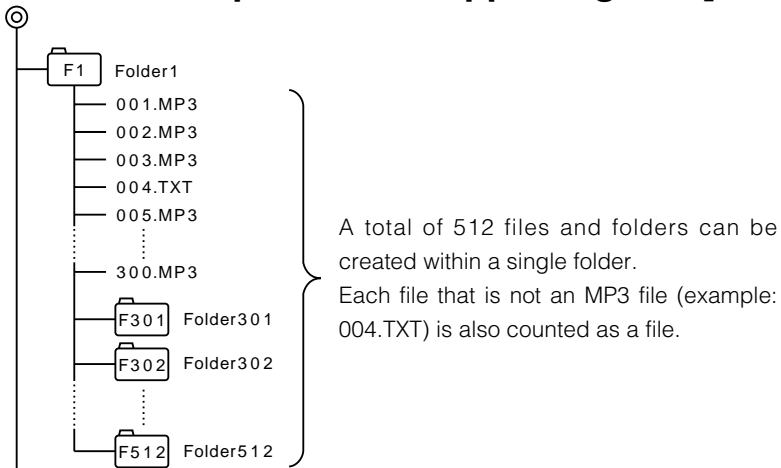 F1 Folder1
001.MP3
002.MP3
003.MP3
004.TXT
005.MP3
300.MP3
F301 Folder301
F302 Folder302
F512 Folder512
A total of 512 files and folders can be
created within a single folder.
Each file that is not an MP3 file (example:
004.TXT) is also counted as a file.